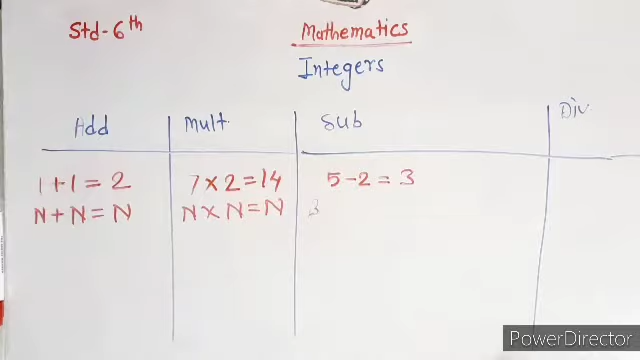 Std-6th
Mathematics
Integers
Add
Mult.
Sub
Div
1+1=2
7×2=14
5-2=3
N+N=N
N×N=N
PowerDirector